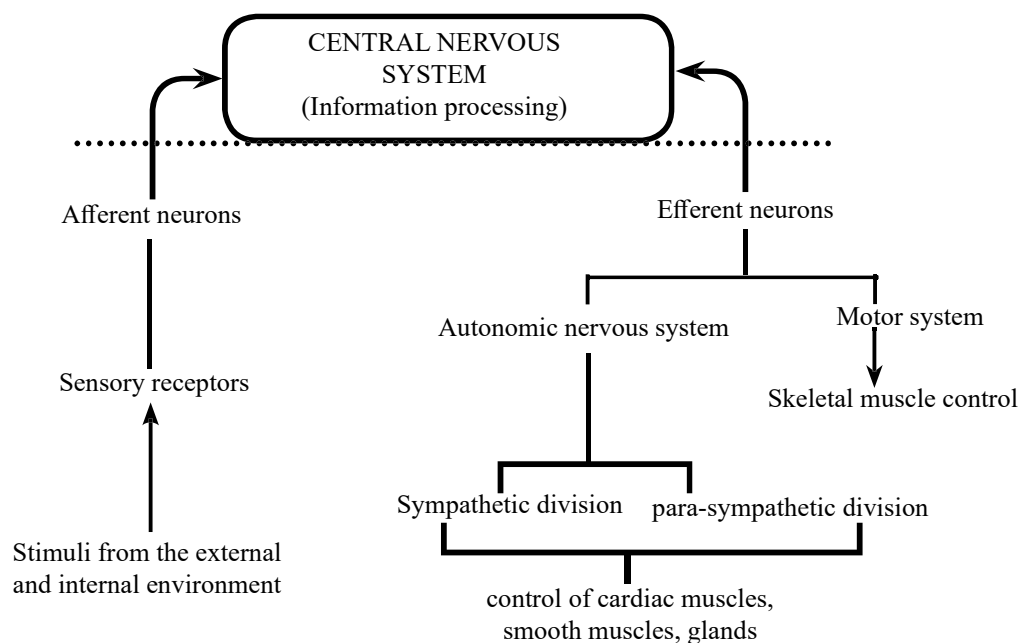 CENTRAL NERVOUS
SYSTEM
(Information processing)
Afferent neurons
Efferent neurons
Autonomic nervous system
Motor system
Sensory receptors
Skeletal muscle control
Sympathetic division
para-sympathetic division
Stimuli from the external
and internal environment
control of cardiac muscles,
smooth muscles, glands